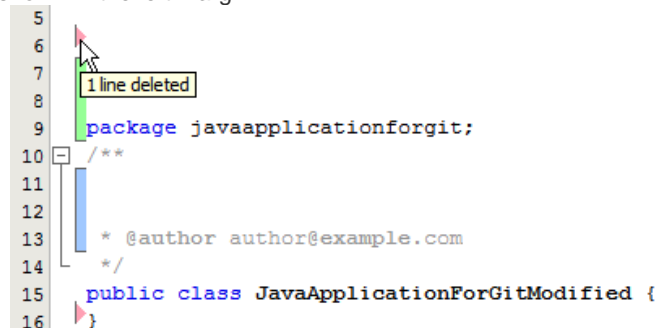 5
6
7
1 line deleted
8
9 package javaapplicationforgit;
10 /**
11
12
13 * @author author@example.com
14 */
15 public class JavaApplicationForGitModified {
16 }